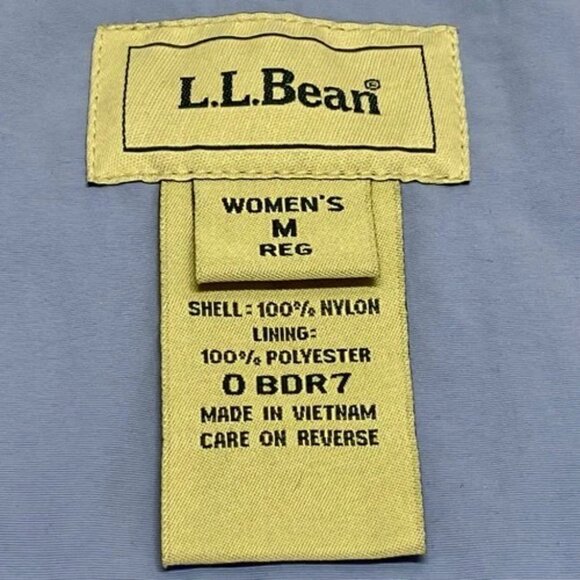 L.L.Bean®
WOMEN'S
M
REG
SHELL: 100% NYLON
LINING:
100% POLYESTER
0 BDR7
MADE IN VIETNAM
CARE ON REVERSE